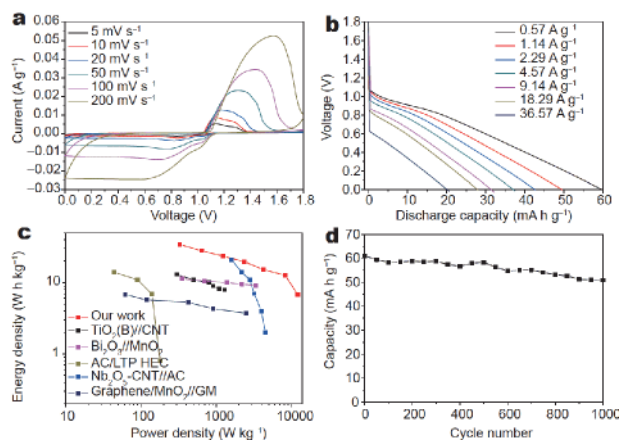 a
5 mV s⁻¹
10 mV s⁻¹
20 mV s⁻¹
50 mV s⁻¹
100 mV s⁻¹
200 mV s⁻¹
Current (A g⁻¹)
0.06
0.05
0.04
0.03
0.02
0.01
0.00
−0.01
−0.02
−0.03
0.0 0.2 0.4 0.6 0.8 1.0 1.2 1.4 1.6 1.8
Voltage (V)
b
0.57 A g⁻¹
1.14 A g⁻¹
2.29 A g⁻¹
4.57 A g⁻¹
9.14 A g⁻¹
18.29 A g⁻¹
36.57 A g⁻¹
Voltage (V)
1.8
1.6
1.4
1.2
1.0
0.8
0.6
0.4
0.2
0.0
0 10 20 30 40 50 60
Discharge capacity (mA h g⁻¹)
c
Energy density (W h kg⁻¹)
10
1
Our work
TiO₂(B)//CNT
Bi₂O₃//MnO₂
AC/LTP HEC
Nb₂O₅-CNT//AC
Graphene/MnO₂//GM
10 100 1000 10000
Power density (W kg⁻¹)
d
Capacity (mA h g⁻¹)
70
60
50
40
30
20
10
0
0 200 400 600 800 1000
Cycle number